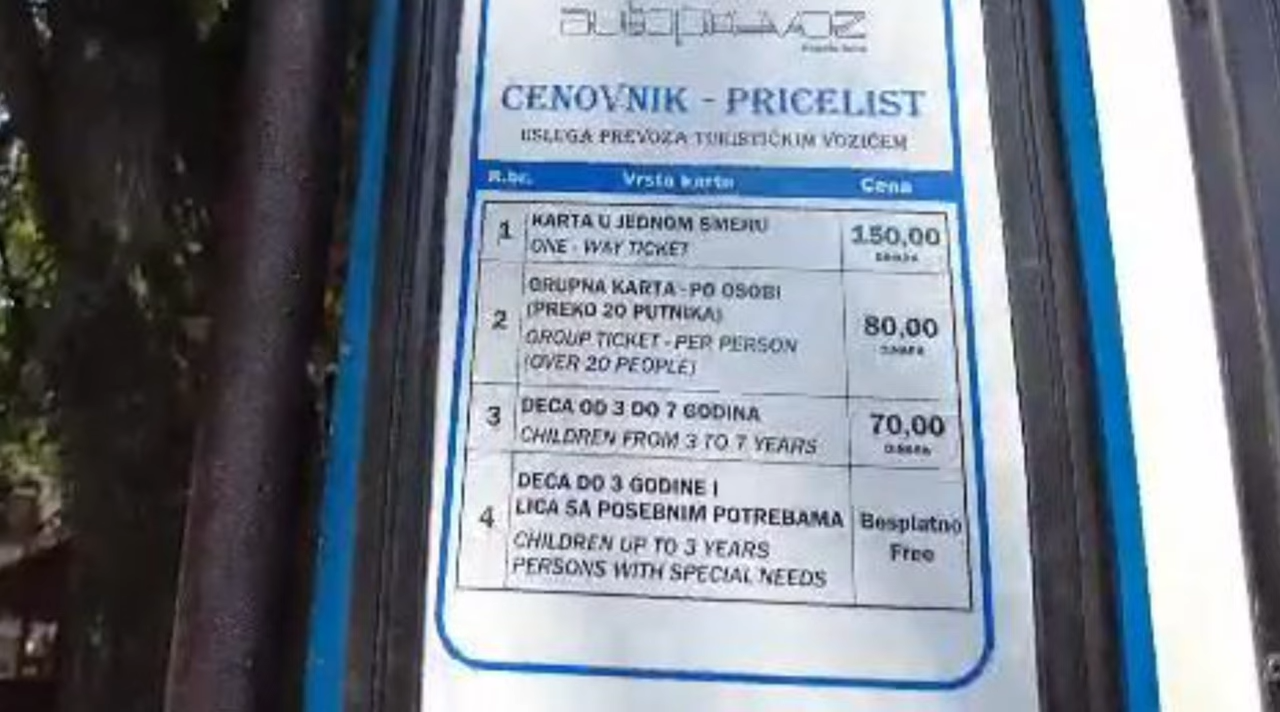 CENOVNIK - PRICELIST
USLUGA PREVOZA TURISTIČKIM VOZIĆEM
R.br. Vrsta karte Cena
1 KARTA U JEDNOM SMERU 150,00
ONE - WAY TICKET DINARA
2 GRUPNA KARTA - PO OSOBI
(PREKO 20 PUTNIKA) 80,00
GROUP TICKET - PER PERSON DINARA
(OVER 20 PEOPLE)
3 DECA OD 3 DO 7 GODINA 70,00
CHILDREN FROM 3 TO 7 YEARS DINARA
4 DECA DO 3 GODINE I
LICA SA POSEBNIM POTREBAMA Besplatno
CHILDREN UP TO 3 YEARS Free
PERSONS WITH SPECIAL NEEDS